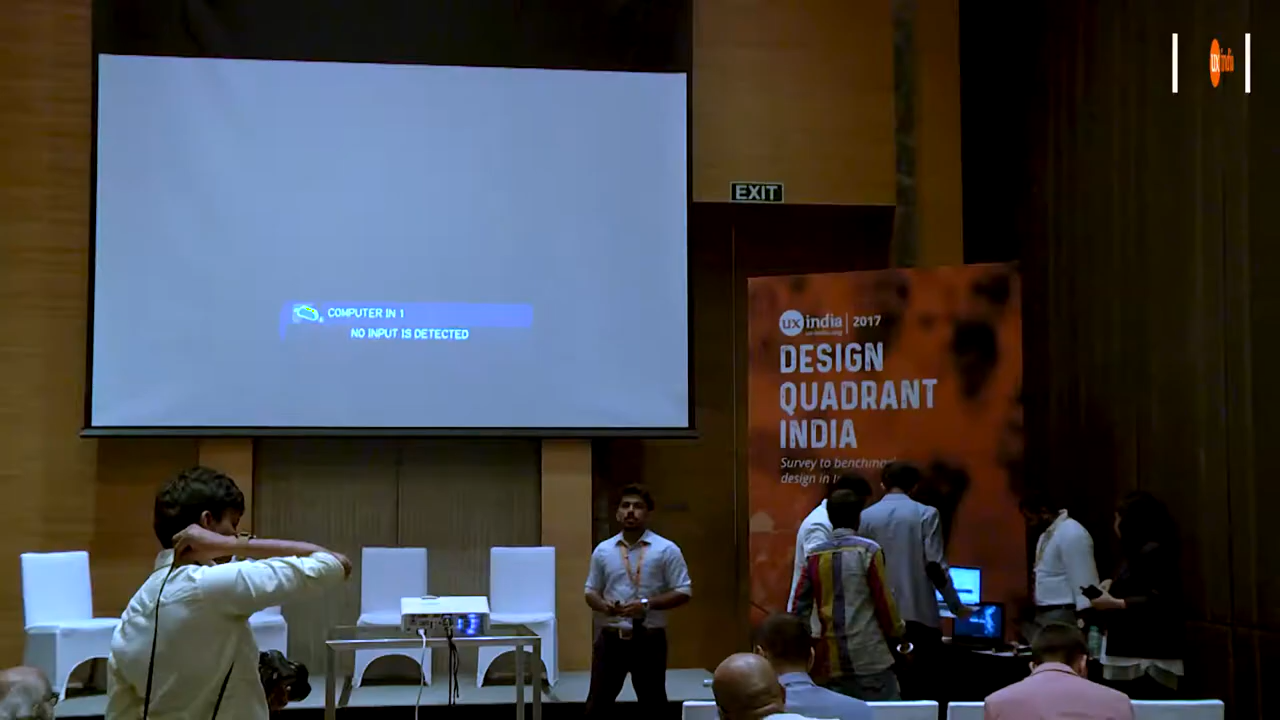 ux india
COMPUTER IN 1
NO INPUT IS DETECTED
EXIT
ux india | 2017
DESIGN
QUADRANT
INDIA
Survey to benchmark
design in